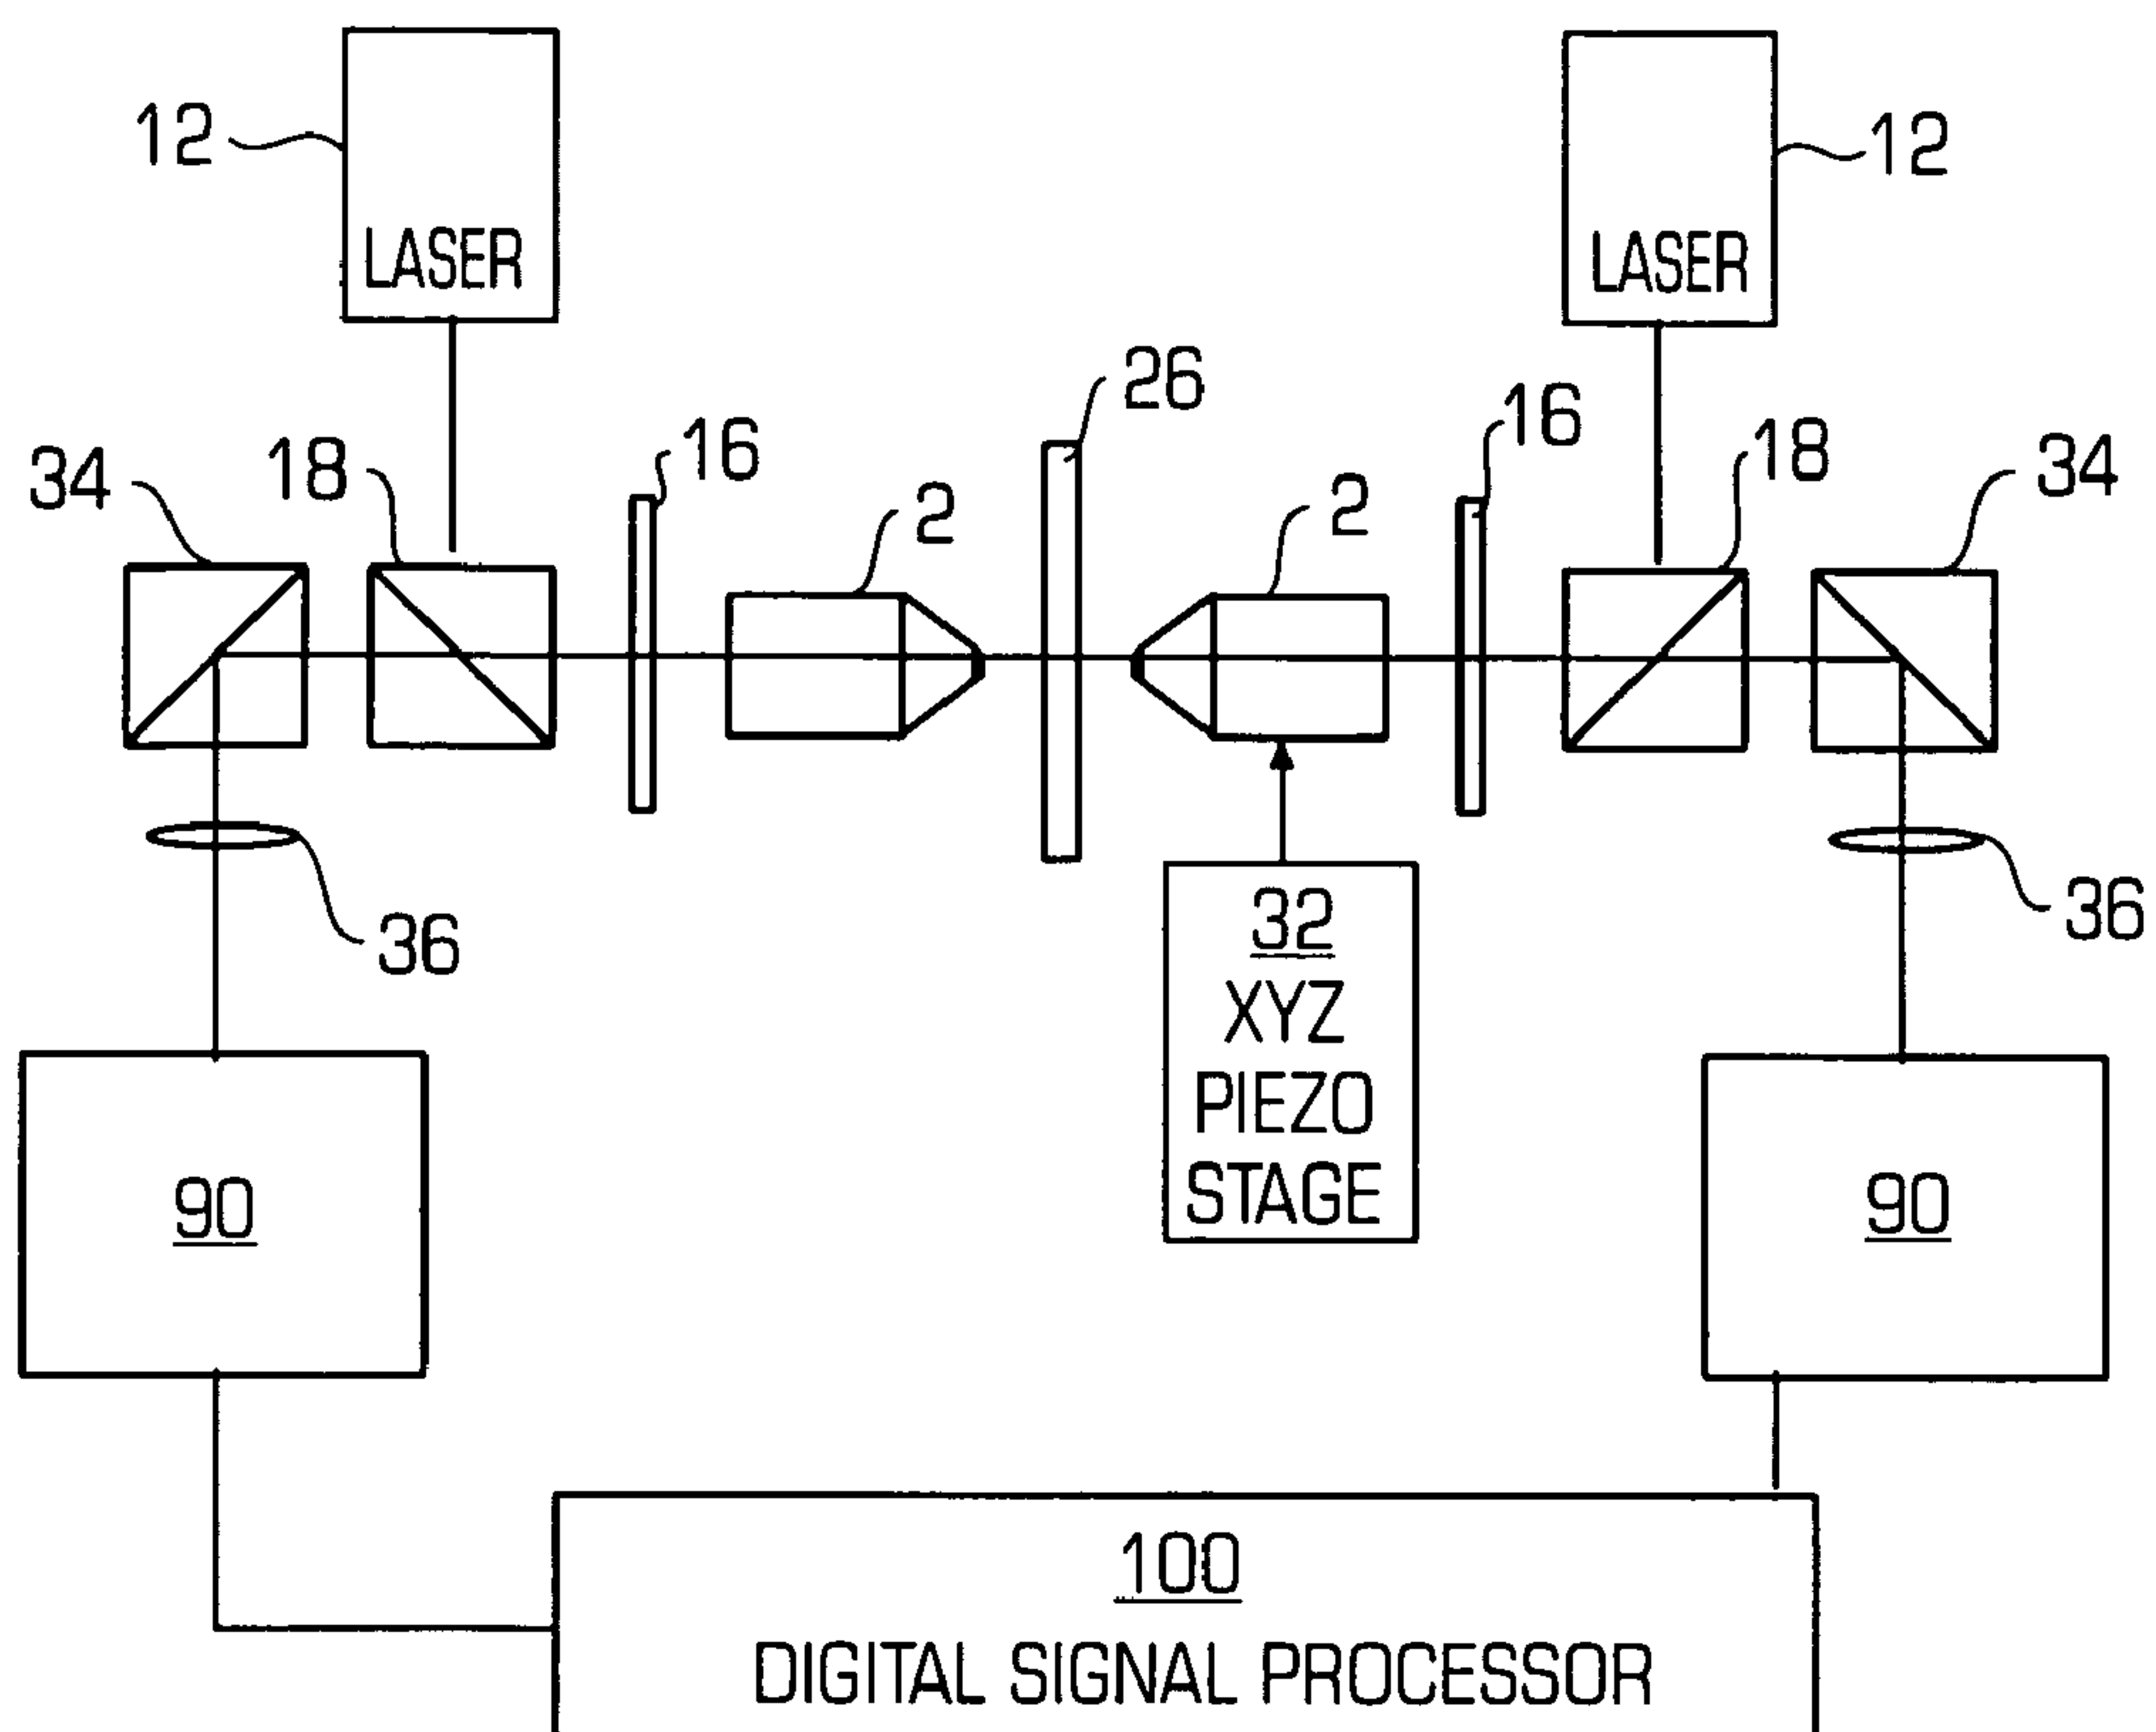 12
LASER
12
LASER
26
16
16
18
18
34
34
2
2
36
36
32
XYZ
PIEZO
STAGE
90
90
100
DIGITAL SIGNAL PROCESSOR